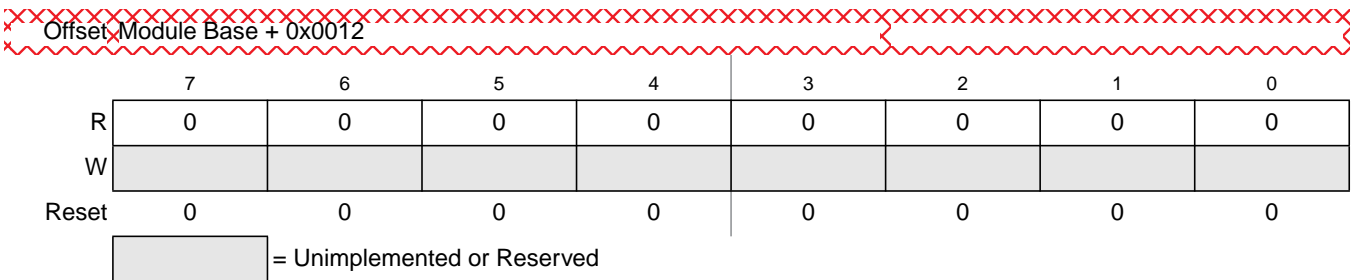 Offset Module Base + 0x0012
7 6 5 4 3 2 1 0
R 0 0 0 0 0 0 0 0
W
Reset 0 0 0 0 0 0 0 0
= Unimplemented or Reserved